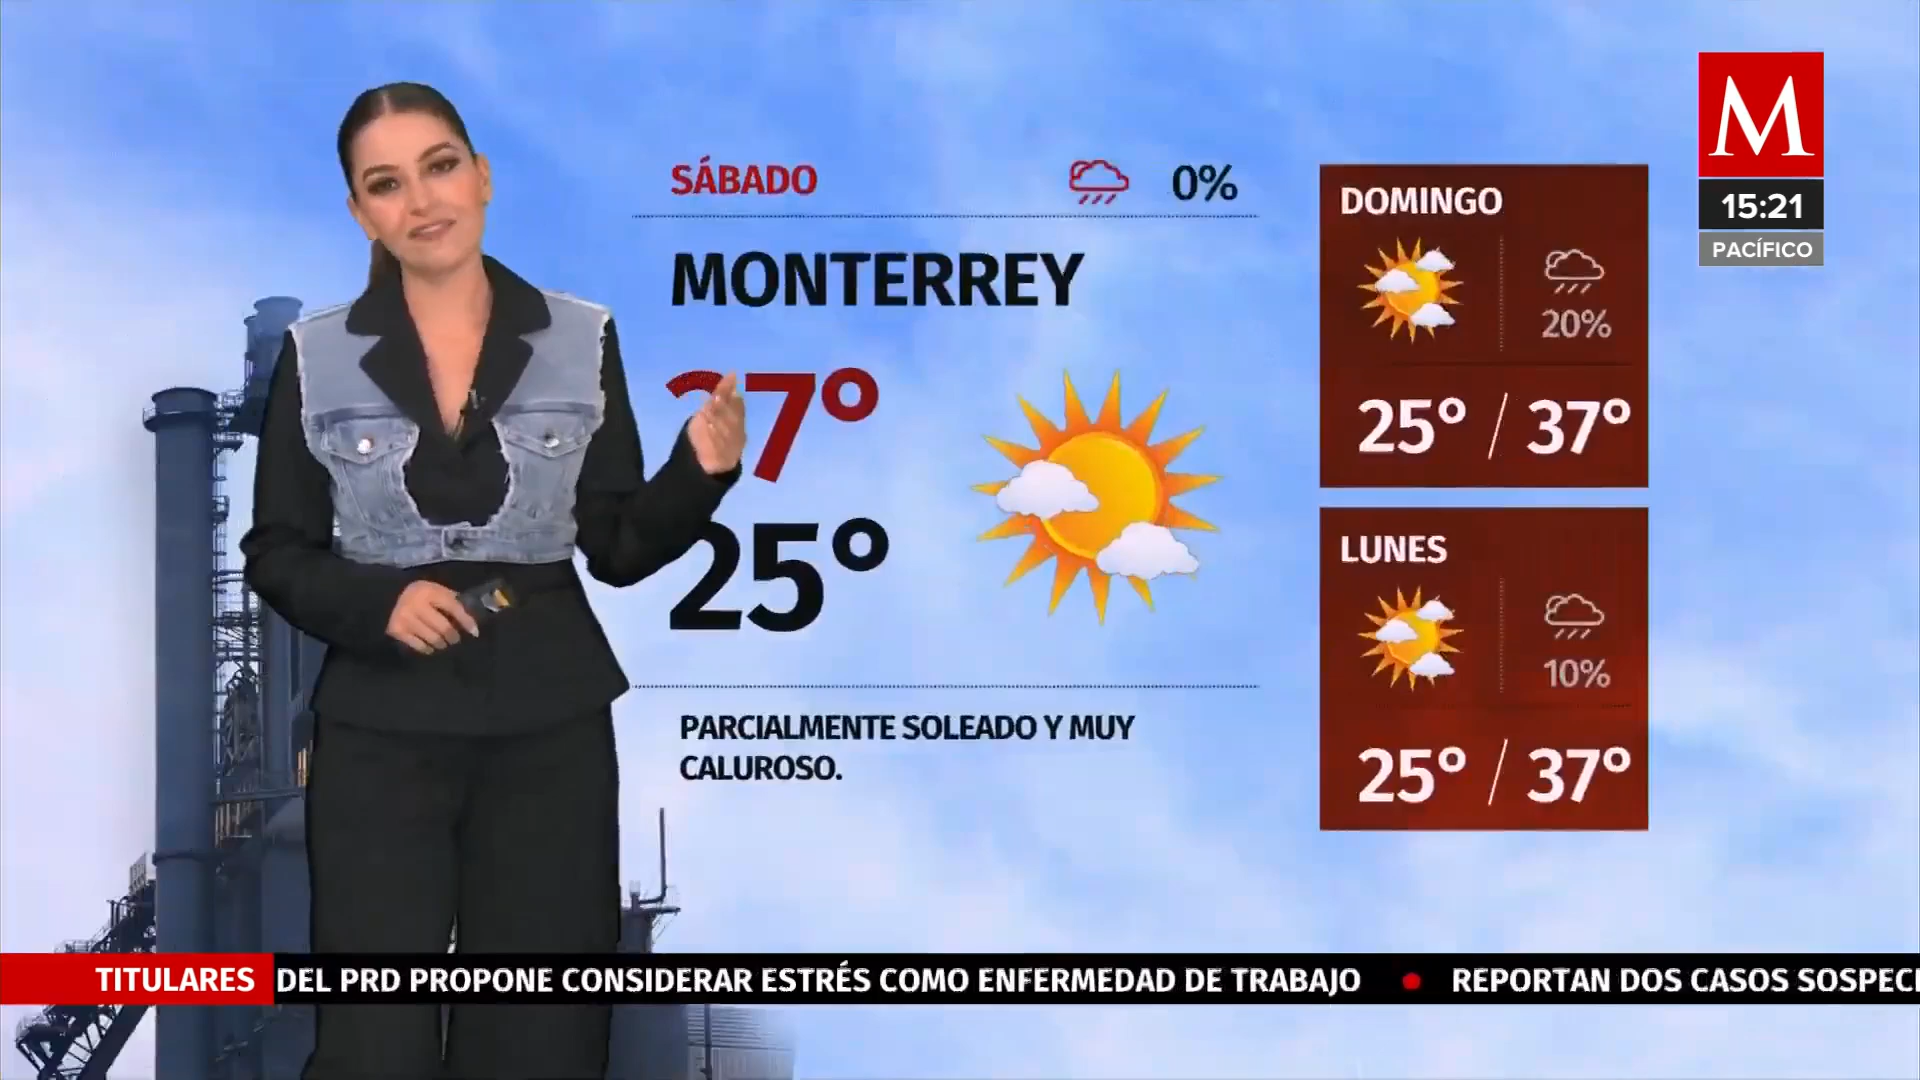 M
15:21
PACÍFICO
SÁBADO
0%
MONTERREY
7°
25°
PARCIALMENTE SOLEADO Y MUY
CALUROSO.
DOMINGO
20%
25° / 37°
LUNES
10%
25° / 37°
TITULARES
DEL PRD PROPONE CONSIDERAR ESTRÉS COMO ENFERMEDAD DE TRABAJO
REPORTAN DOS CASOS